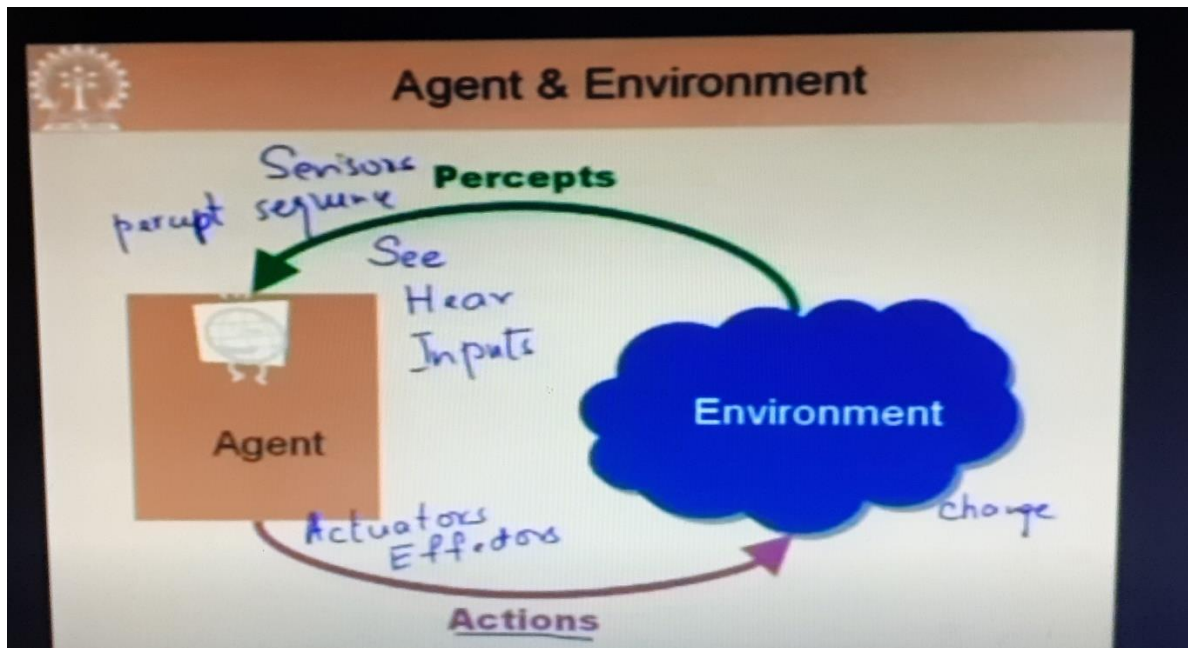 Agent & Environment
Sensors
Percepts
percept sequence
See
Hear
Inputs
Agent
Environment
change
Actuators
Effectors
Actions